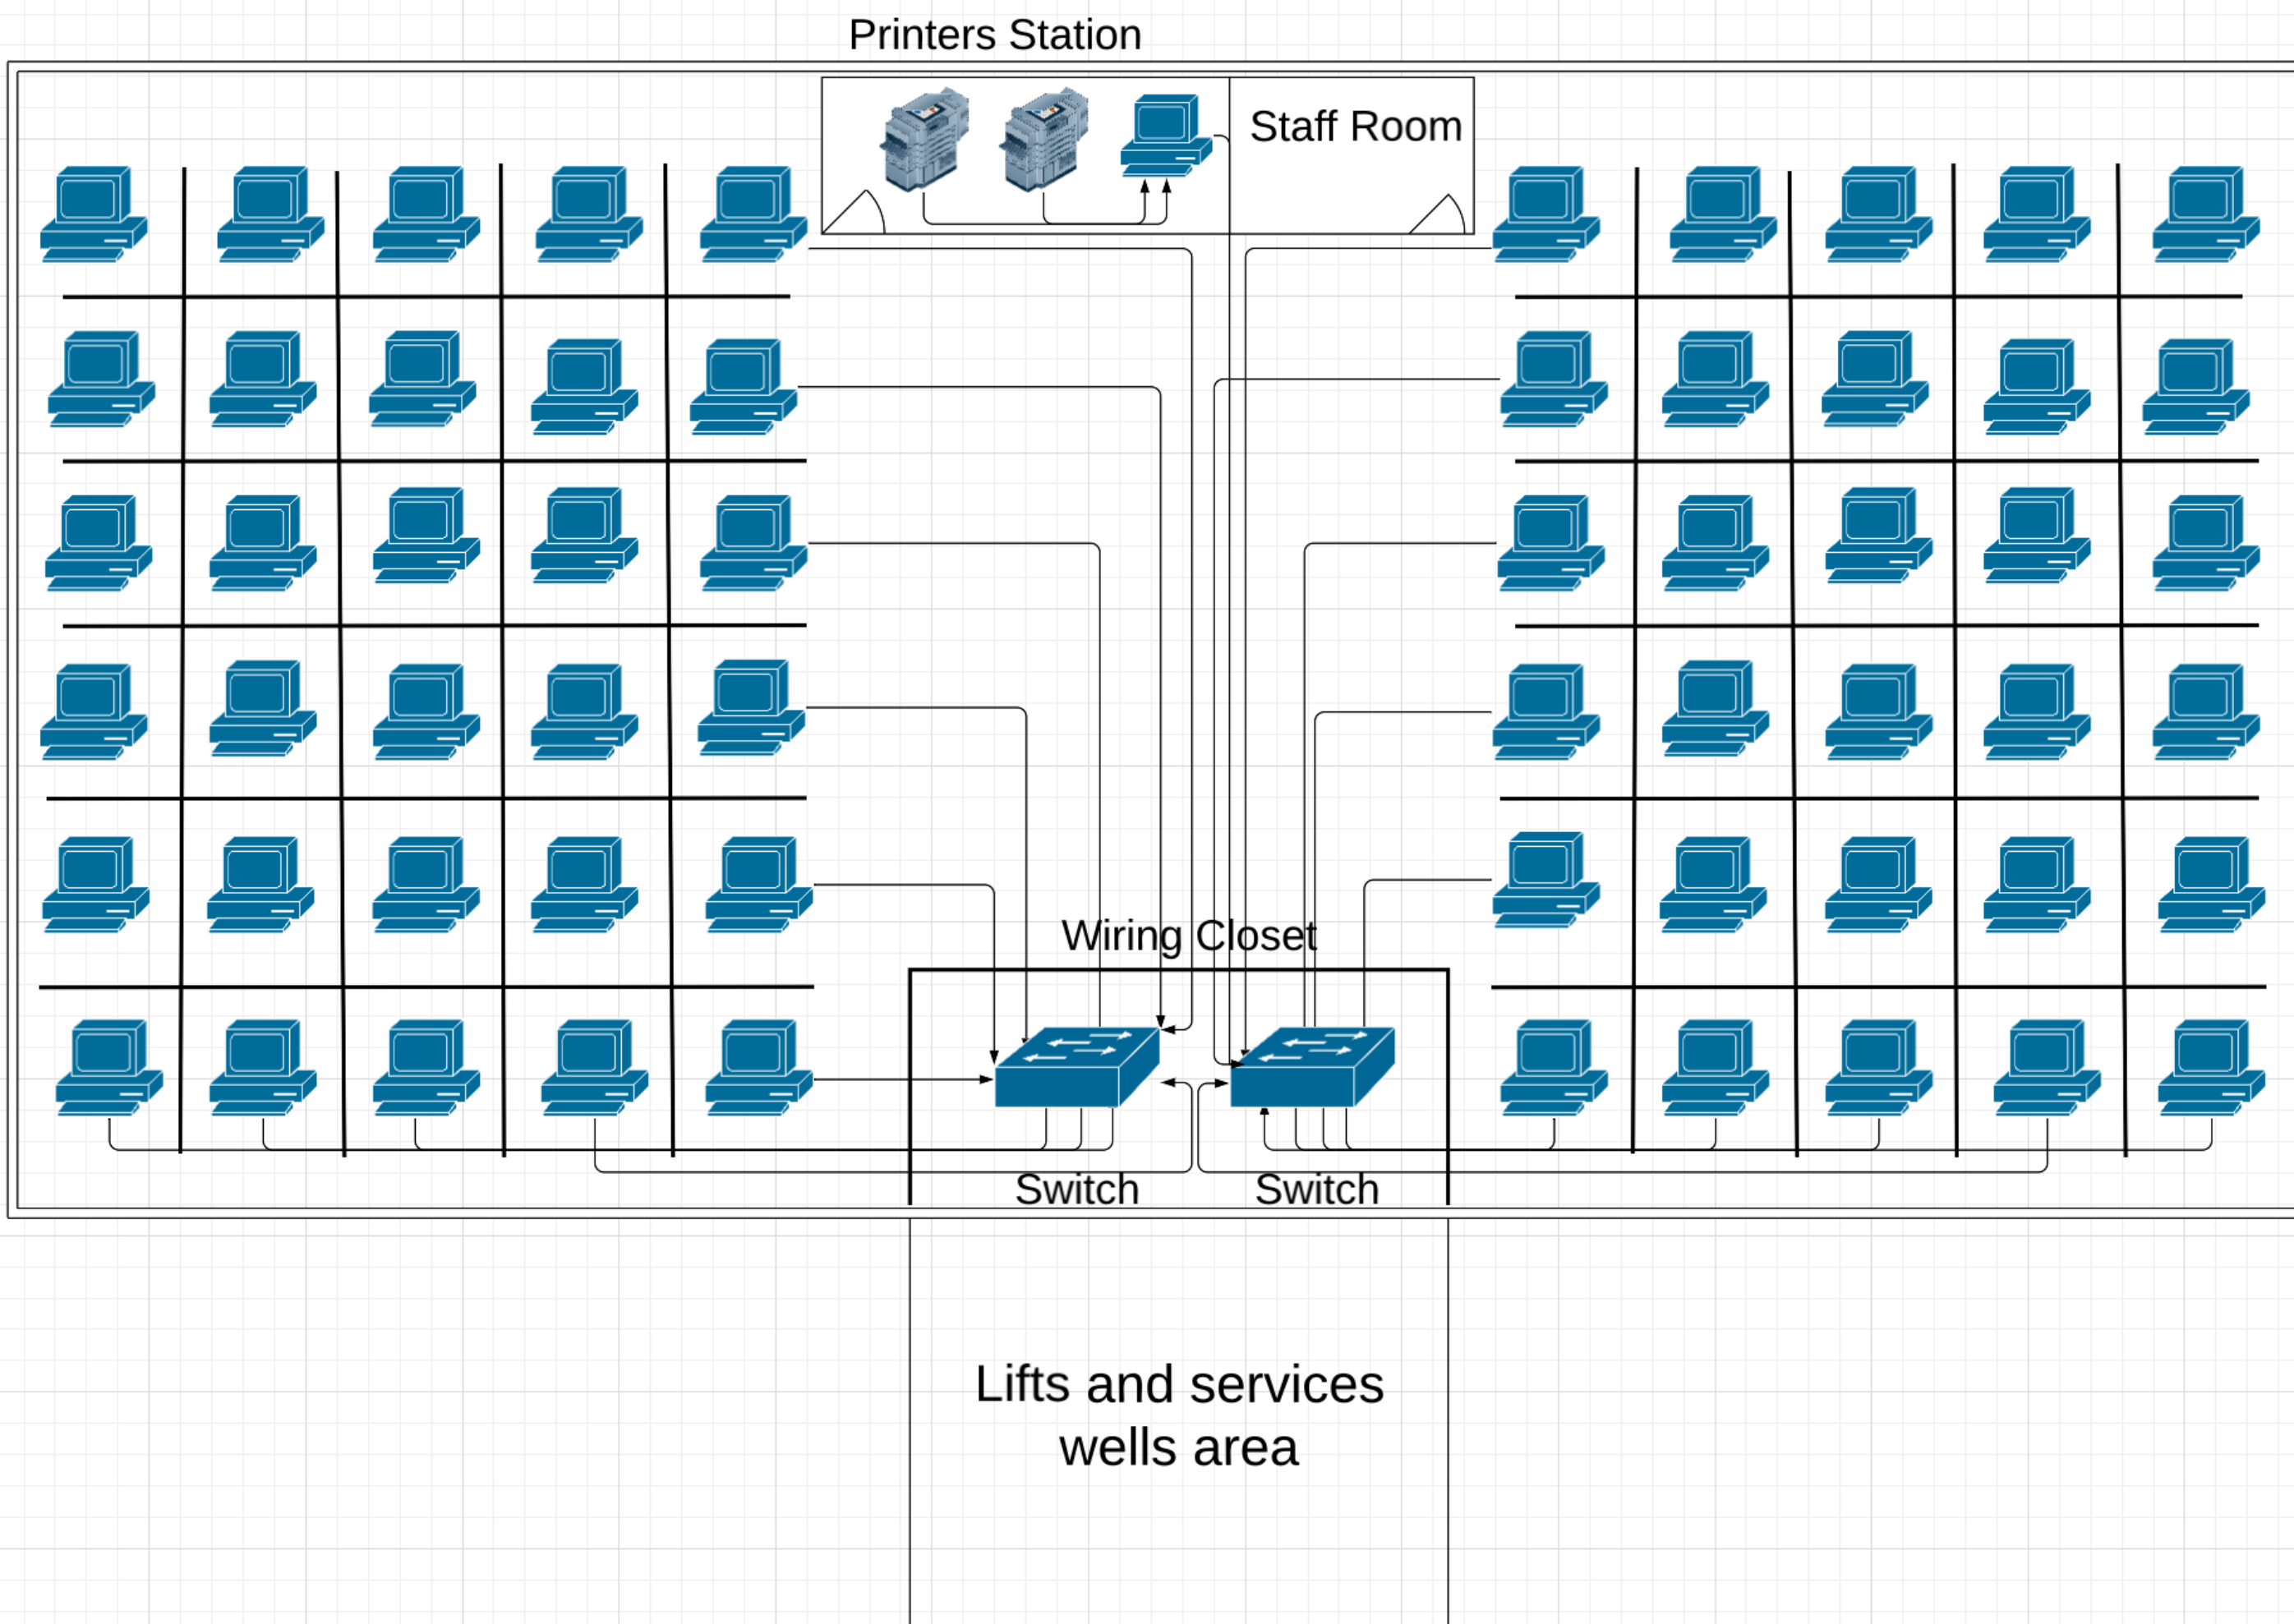 Printers Station
Staff Room
Wiring Closet
Switch
Switch
Lifts and services
wells area